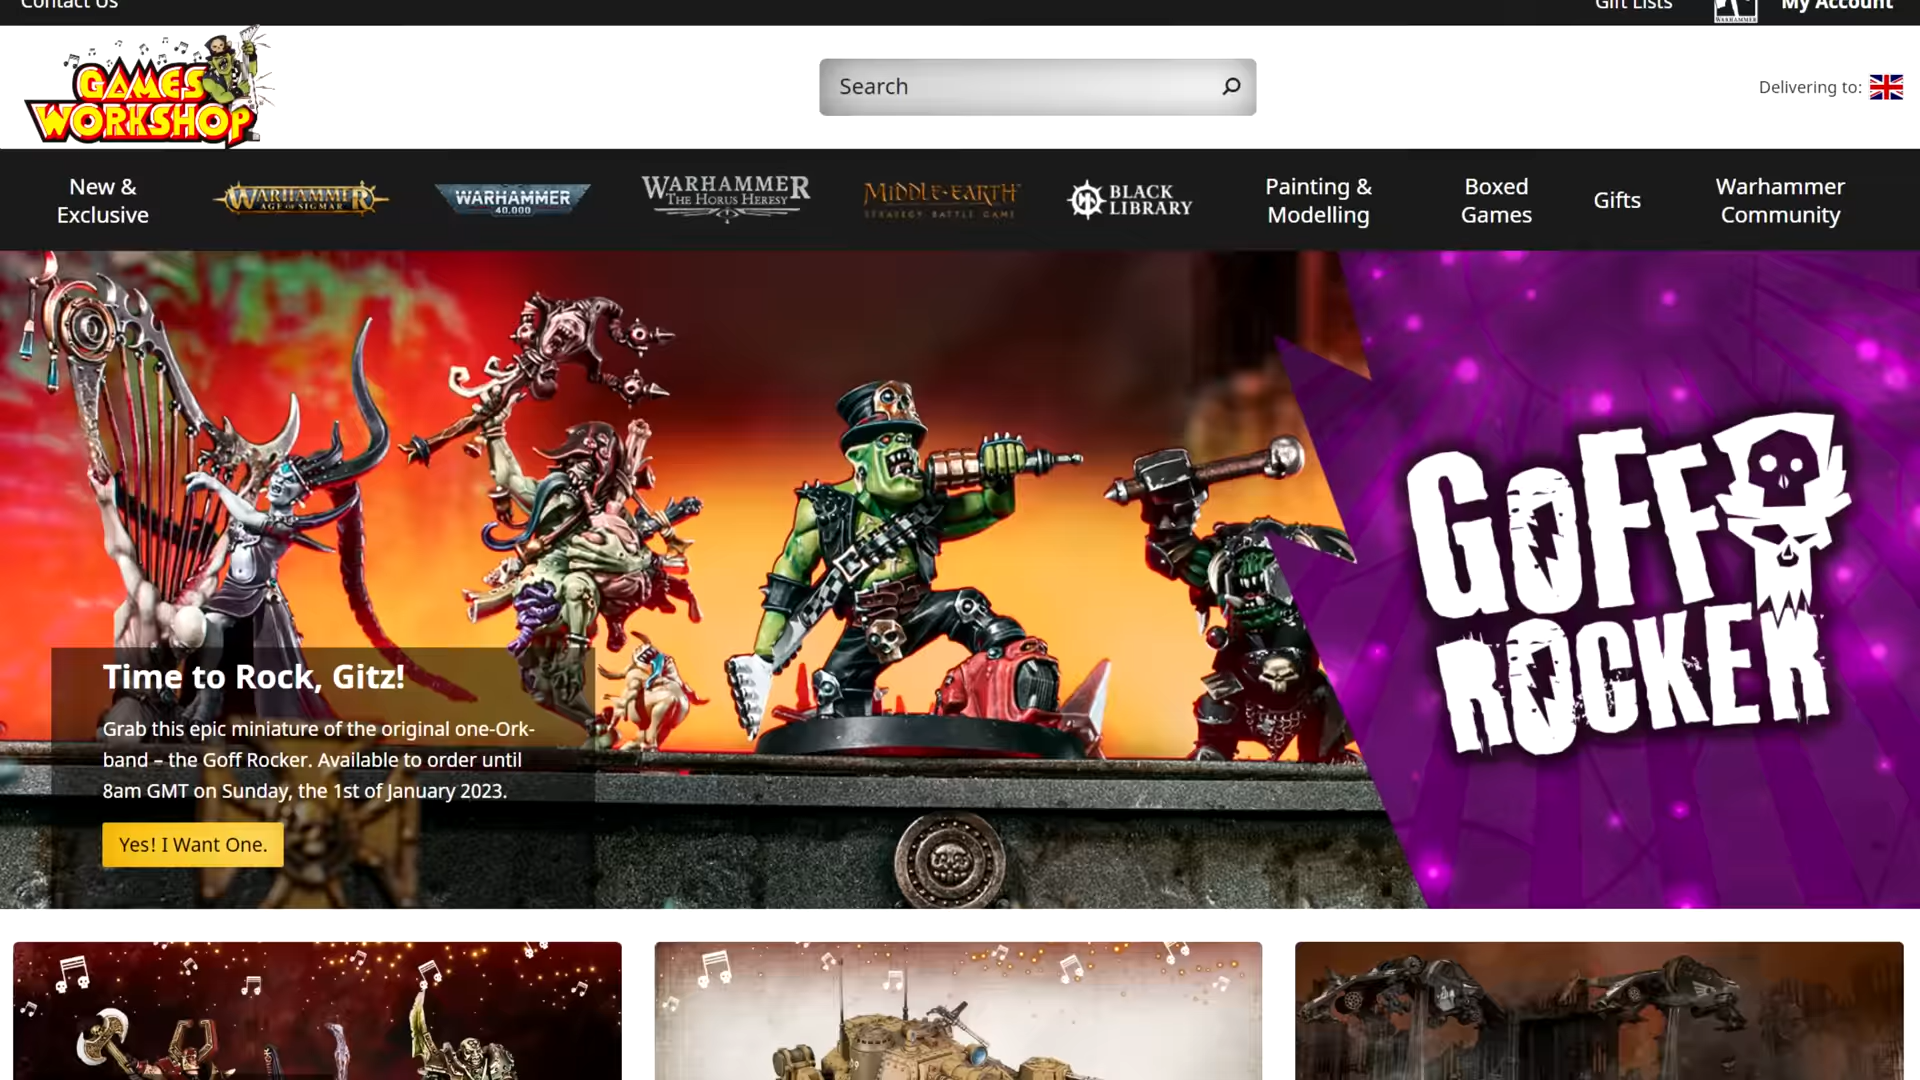 Contact Us
Gift Lists
WARHAMMER
My Account
GAMES
WORKSHOP
Search
Delivering to:
New &
Exclusive
WARHAMMER
AGE OF SIGMAR
WARHAMMER
40,000
WARHAMMER
THE HORUS HERESY
MIDDLE-EARTH
STRATEGY BATTLE GAME
BLACK
LIBRARY
Painting &
Modelling
Boxed
Games
Gifts
Warhammer
Community
GOFF
ROCKER
Time to Rock, Gitz!
Grab this epic miniature of the original one-Ork-
band – the Goff Rocker. Available to order until
8am GMT on Sunday, the 1st of January 2023.
Yes! I Want One.